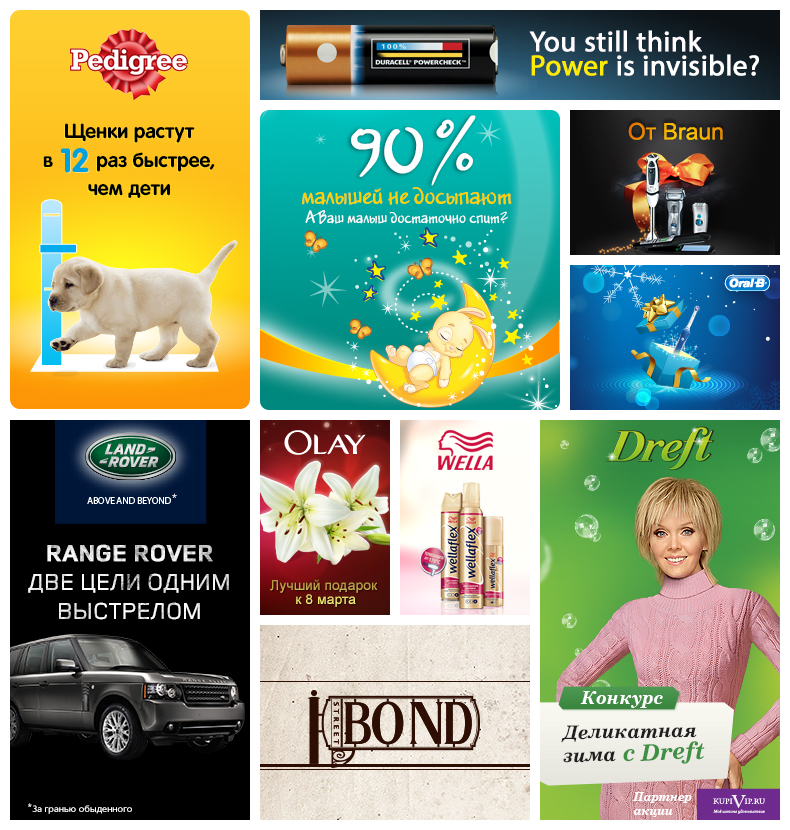 Pedigree
Щенки растут
в 12 раз быстрее,
чем дети
100%
DURACELL® POWERCHECK™
You still think
Power is invisible?
90%
малышей не досыпают
А Ваш малыш достаточно спит?
От Braun
Oral-B
LAND-
ROVER
ABOVE AND BEYOND*
RANGE ROVER
ДВЕ ЦЕЛИ ОДНИМ
ВЫСТРЕЛОМ
*За гранью обыденного
OLAY
Лучший подарок
к 8 марта
WELLA
wellaflex
wellaflex
wellaflex
STREET
BOND
Dreft
Конкурс
Деликатная
зима с Dreft
Партнер
акции
KUPIVIP.RU